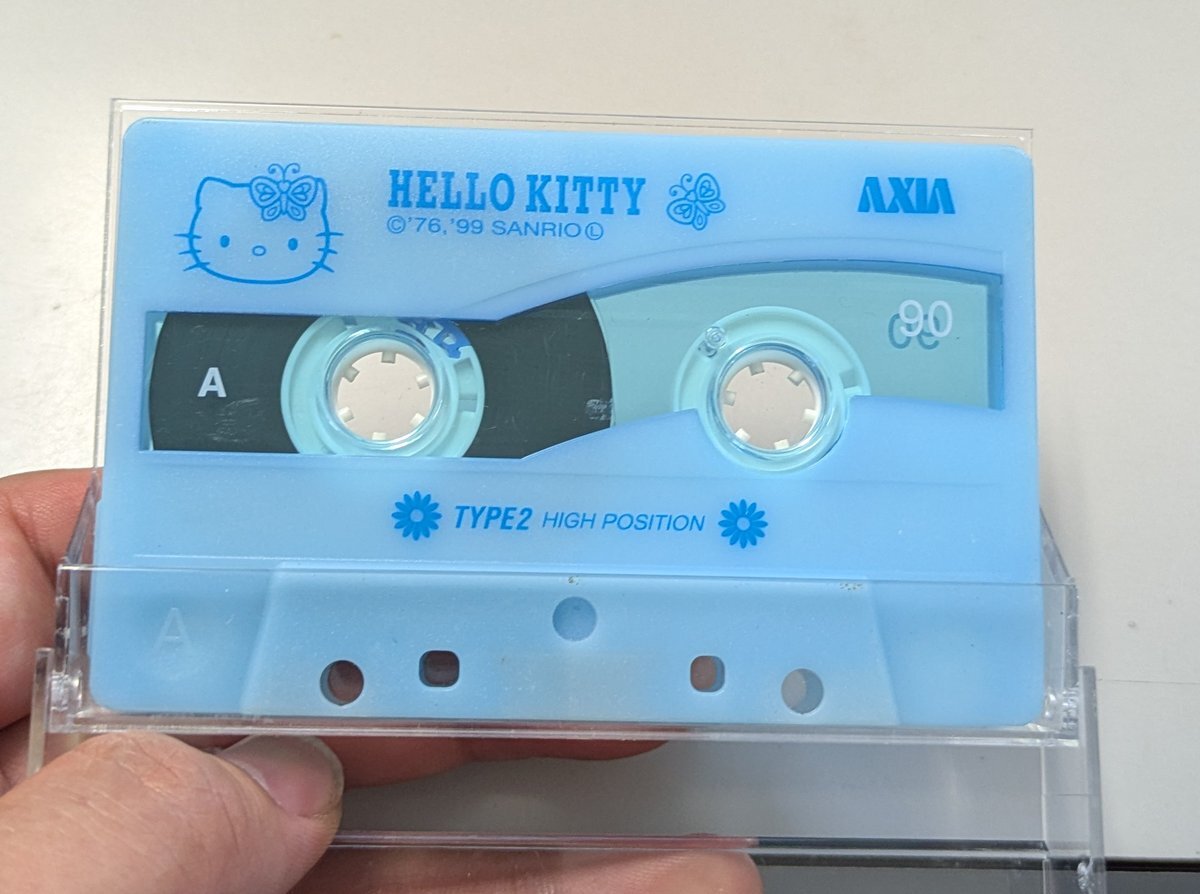 HELLO KITTY
©'76,'99 SANRIO Ⓛ
AXIA
90
A
TYPE2 HIGH POSITION
A